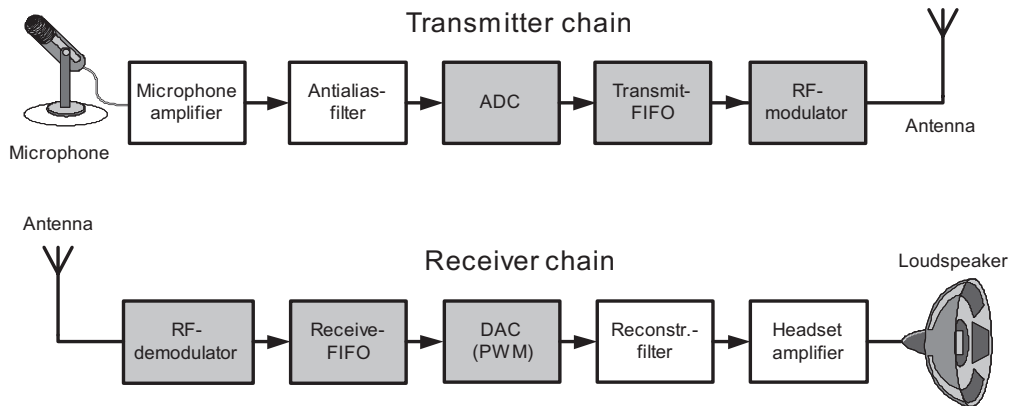 Transmitter chain
Microphone
Microphone
amplifier
Antialias-
filter
ADC
Transmit-
FIFO
RF-
modulator
Antenna
Antenna
Receiver chain
Loudspeaker
RF-
demodulator
Receive-
FIFO
DAC
(PWM)
Reconstr.-
filter
Headset
amplifier